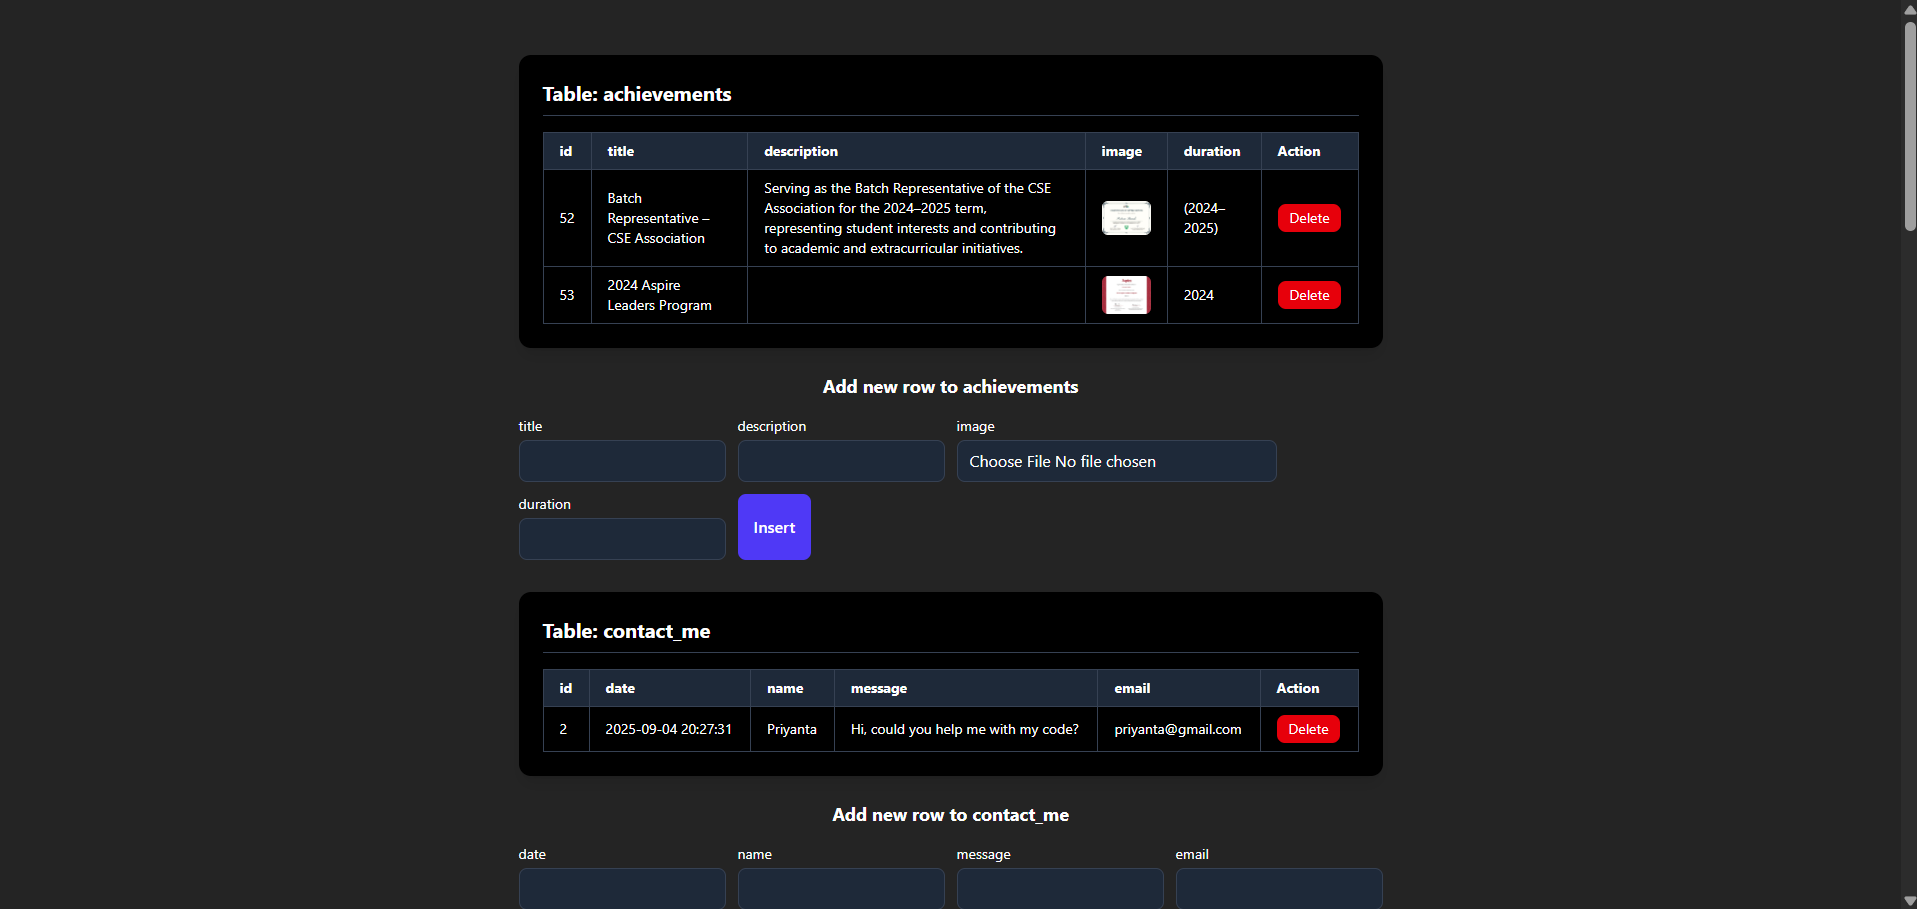 Table: achievements
id title description image duration Action
52
Batch
Representative –
CSE Association
Serving as the Batch Representative of the CSE
Association for the 2024–2025 term,
representing student interests and contributing
to academic and extracurricular initiatives.
(2024–
2025)
Delete
53
2024 Aspire
Leaders Program
2024
Delete
Add new row to achievements
title description image
Choose File No file chosen
duration
Insert
Table: contact_me
id date name message email Action
2 2025-09-04 20:27:31 Priyanta Hi, could you help me with my code? priyanta@gmail.com Delete
Add new row to contact_me
date name message email